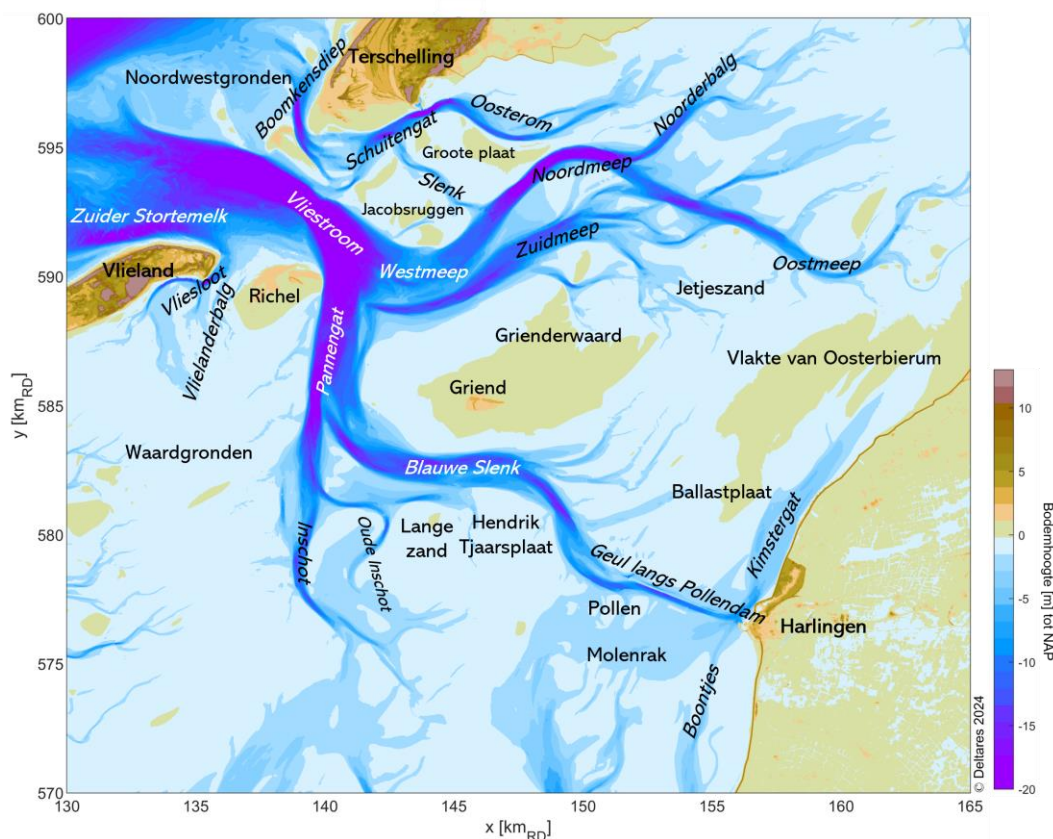 600
595
590
585
580
575
570
y [km_RD]
130
135
140
145
150
155
160
165
x [km_RD]
Noordwestgronden
Boomkensdiep
Terschelling
Schuitengat
Oosterom
Noorderbalg
Groote plaat
Slenk
Noordmeep
Jacobsruggen
Zuider Stortemelk
Vliestroom
Zuidmeep
Westmeep
Oostmeep
Vlieland
Vliesloot
Vlielanderbalg
Richel
Jetjeszand
Pannengat
Grienderwaard
Vlakte van Oosterbierum
Griend
Waardgronden
Blauwe Slenk
Ballastplaat
Kimstergat
Inschot
Oude Inschot
Lange
zand
Hendrik
Tjaarsplaat
Geul langs Pollendam
Pollen
Harlingen
Molenrak
Boontjes
10
5
0
-5
-10
-15
-20
Bodemhoogte [m] tot NAP
© Deltares 2024